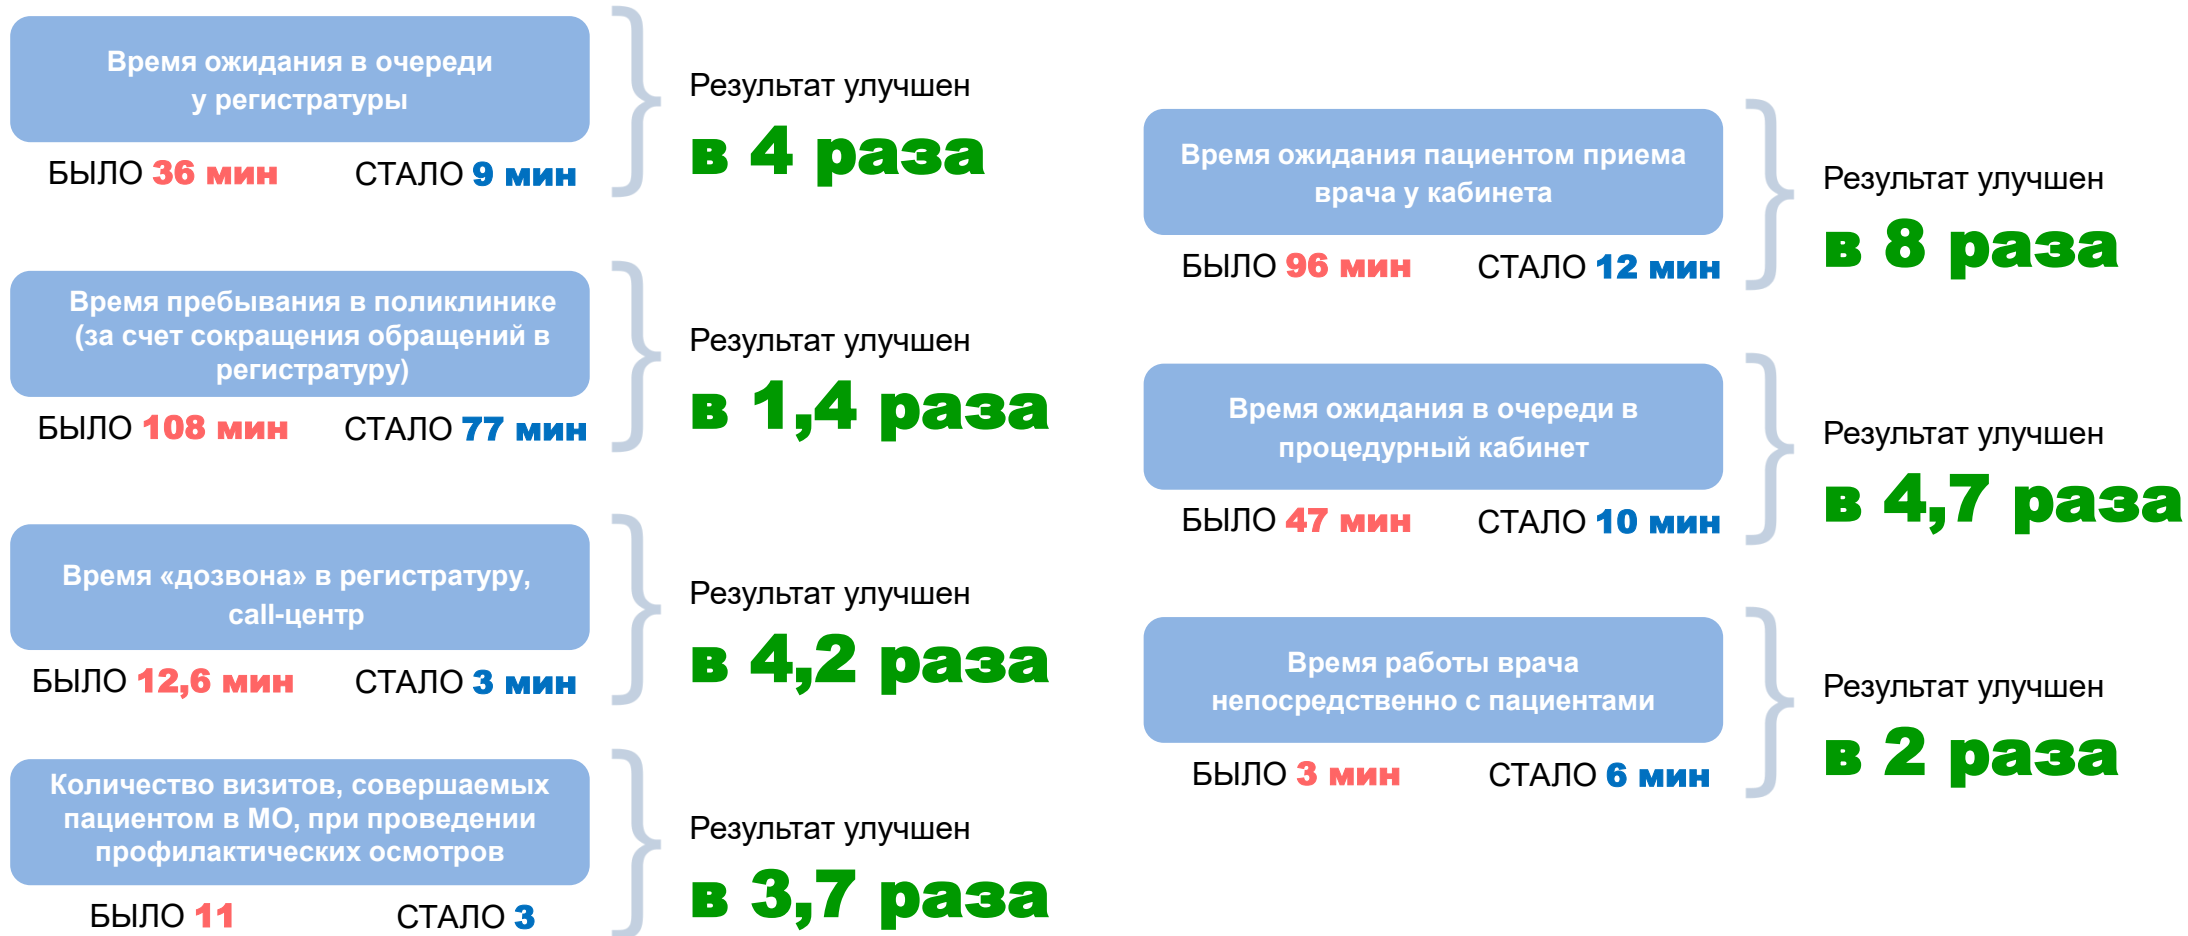 Время ожидания в очереди
у регистратуры
БЫЛО 36 мин СТАЛО 9 мин
Результат улучшен
в 4 раза
Время пребывания в поликлинике
(за счет сокращения обращений в
регистратуру)
БЫЛО 108 мин СТАЛО 77 мин
Результат улучшен
в 1,4 раза
Время «дозвона» в регистратуру,
call-центр
БЫЛО 12,6 мин СТАЛО 3 мин
Результат улучшен
в 4,2 раза
Количество визитов, совершаемых
пациентом в МО, при проведении
профилактических осмотров
БЫЛО 11 СТАЛО 3
Результат улучшен
в 3,7 раза
Время ожидания пациентом приема
врача у кабинета
БЫЛО 96 мин СТАЛО 12 мин
Результат улучшен
в 8 раза
Время ожидания в очереди в
процедурный кабинет
БЫЛО 47 мин СТАЛО 10 мин
Результат улучшен
в 4,7 раза
Время работы врача
непосредственно с пациентами
БЫЛО 3 мин СТАЛО 6 мин
Результат улучшен
в 2 раза